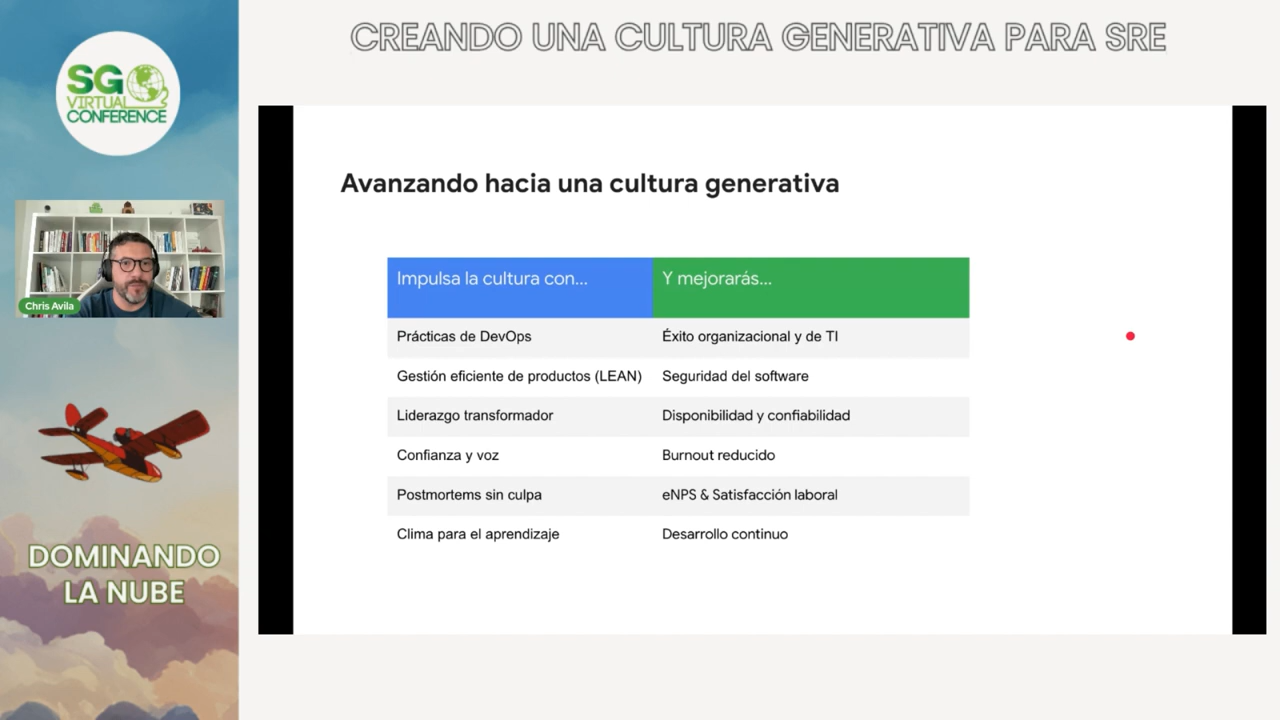 CREANDO UNA CULTURA GENERATIVA PARA SRE
SG
VIRTUAL
CONFERENCE
Chris Avila
DOMINANDO
LA NUBE
Avanzando hacia una cultura generativa
Impulsa la cultura con... Y mejorarás...
Prácticas de DevOps Éxito organizacional y de TI
Gestión eficiente de productos (LEAN) Seguridad del software
Liderazgo transformador Disponibilidad y confiabilidad
Confianza y voz Burnout reducido
Postmortems sin culpa eNPS & Satisfacción laboral
Clima para el aprendizaje Desarrollo continuo